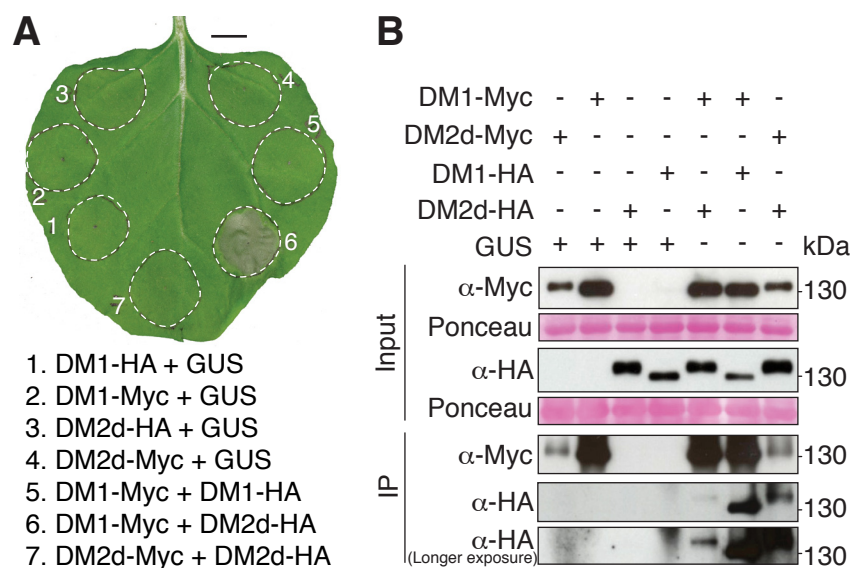 A
3
4
5
2
1
6
7
1. DM1-HA + GUS
2. DM1-Myc + GUS
3. DM2d-HA + GUS
4. DM2d-Myc + GUS
5. DM1-Myc + DM1-HA
6. DM1-Myc + DM2d-HA
7. DM2d-Myc + DM2d-HA
B
DM1-Myc - + - - + + -
DM2d-Myc + - - - - - +
DM1-HA - - - + - + -
DM2d-HA - - + - + - +
GUS + + + + - - - kDa
Input
α-Myc -130
Ponceau
α-HA -130
Ponceau
IP
α-Myc -130
α-HA -130
α-HA -130
(Longer exposure)